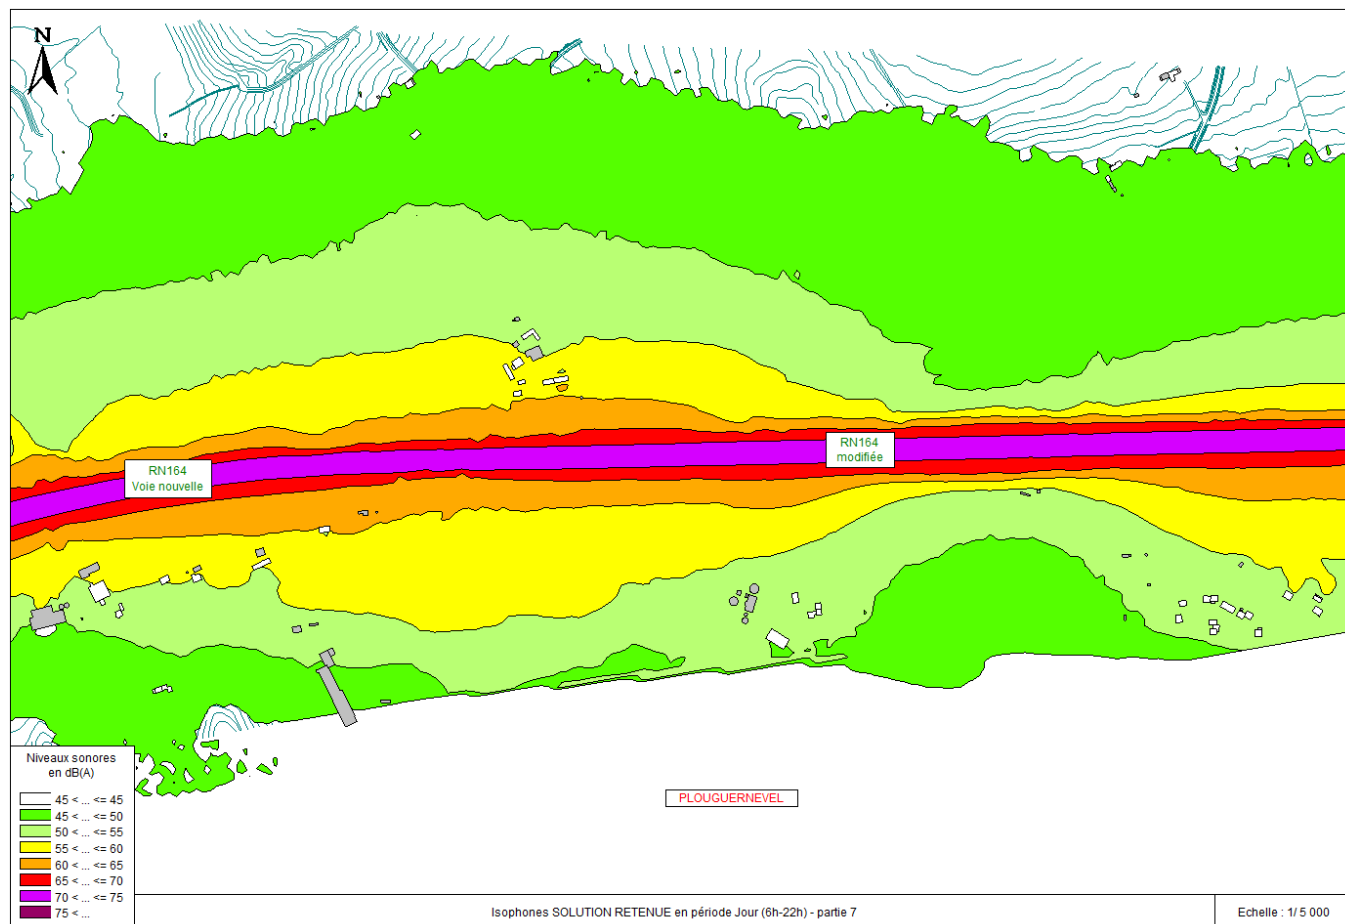 N
RN164
modifiée
RN164
Voie nouvelle
Niveaux sonores
en dB(A)
45 < ... <= 45
45 < ... <= 50
50 < ... <= 55
55 < ... <= 60
60 < ... <= 65
65 < ... <= 70
70 < ... <= 75
75 < ...
PLOUGUERNEVEL
Isophones SOLUTION RETENUE en période Jour (6h-22h) - partie 7
Echelle : 1/ 5 000